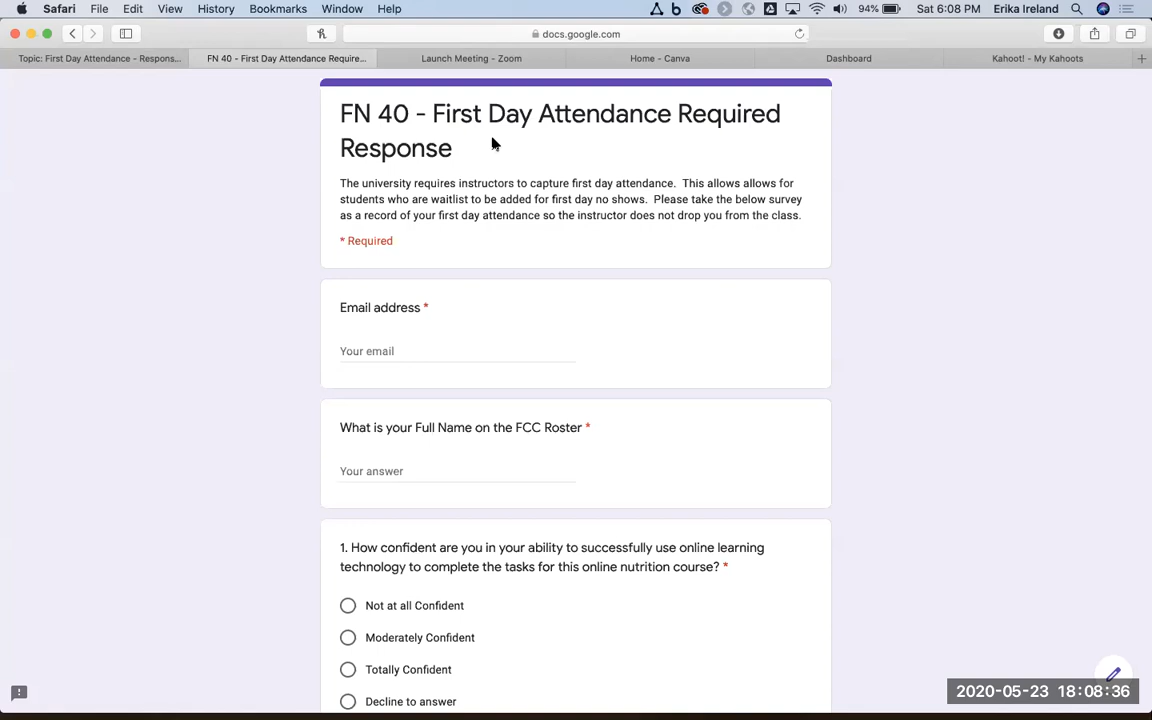 Safari File Edit View History Bookmarks Window Help 94% Sat 6:08 PM Erika Ireland
docs.google.com
Topic: First Day Attendance - Respons... FN 40 - First Day Attendance Require... Launch Meeting - Zoom Home - Canva Dashboard Kahoot! - My Kahoots
FN 40 - First Day Attendance Required
Response
The university requires instructors to capture first day attendance. This allows allows for
students who are waitlist to be added for first day no shows. Please take the below survey
as a record of your first day attendance so the instructor does not drop you from the class.
* Required
Email address *
Your email
What is your Full Name on the FCC Roster *
Your answer
1. How confident are you in your ability to successfully use online learning
technology to complete the tasks for this online nutrition course? *
Not at all Confident
Moderately Confident
Totally Confident
Decline to answer
2020-05-23 18:08:36